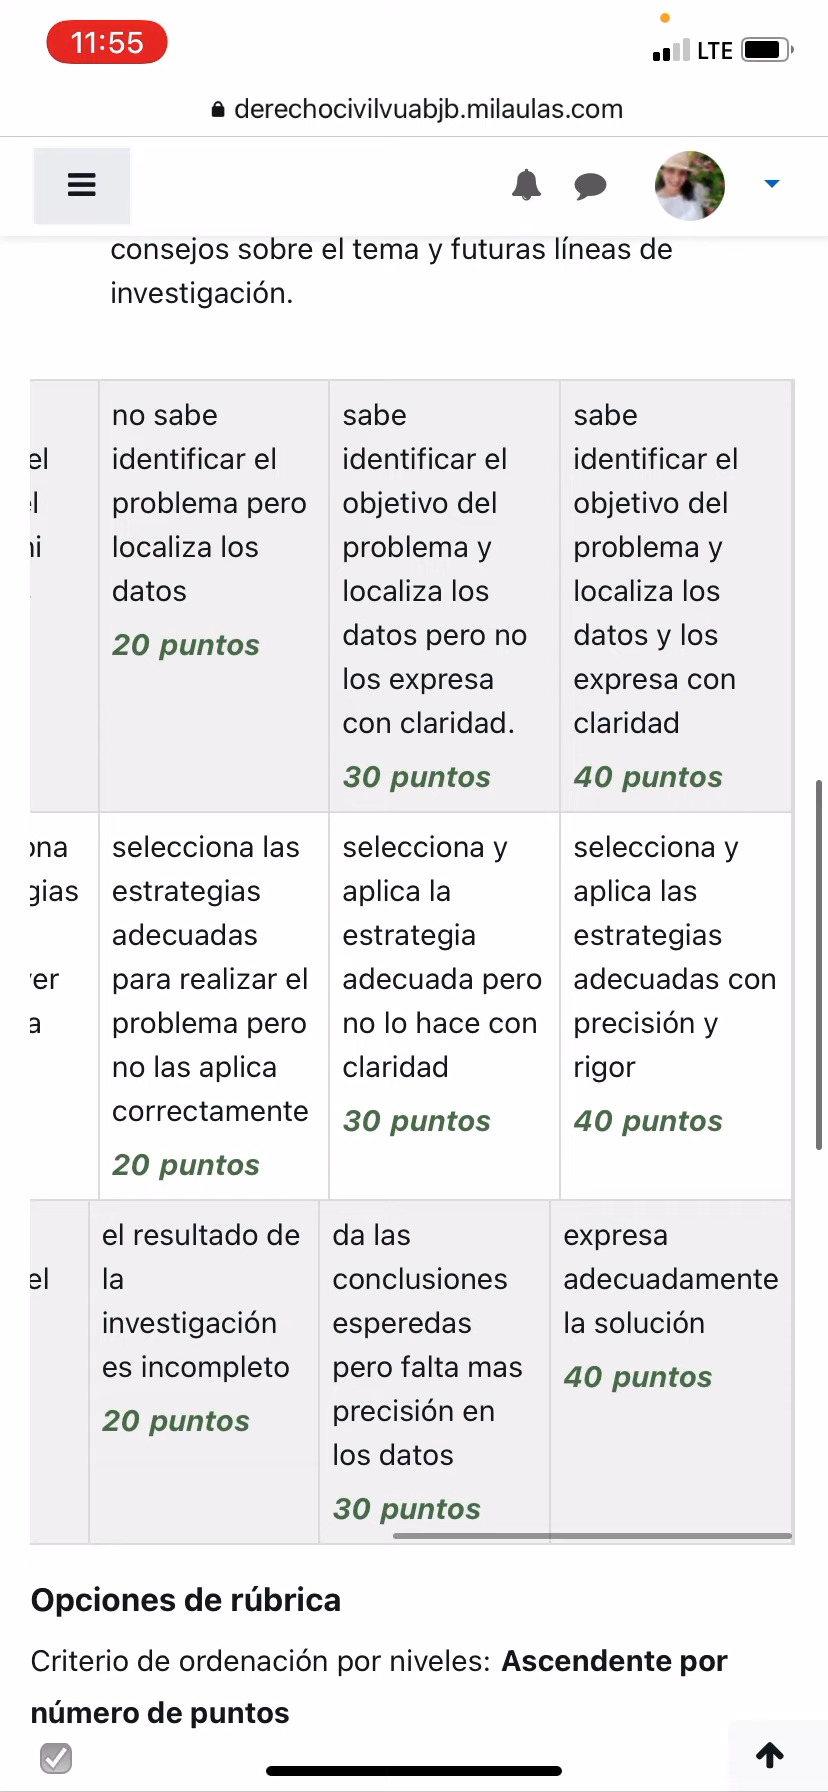 11:55
LTE
derechocivilvuabjb.milaulas.com
consejos sobre el tema y futuras líneas de
investigación.
no sabe
identificar el
problema pero
localiza los
datos
20 puntos
sabe
identificar el
objetivo del
problema y
localiza los
datos pero no
los expresa
con claridad.
30 puntos
sabe
identificar el
objetivo del
problema y
localiza los
datos y los
expresa con
claridad
40 puntos
selecciona las
estrategias
adecuadas
para realizar el
problema pero
no las aplica
correctamente
20 puntos
selecciona y
aplica la
estrategia
adecuada pero
no lo hace con
claridad
30 puntos
selecciona y
aplica las
estrategias
adecuadas con
precisión y
rigor
40 puntos
el
el resultado de
la
investigación
es incompleto
20 puntos
da las
conclusiones
esperedas
pero falta mas
precisión en
los datos
30 puntos
expresa
adecuadamente
la solución
40 puntos
Opciones de rúbrica
Criterio de ordenación por niveles: Ascendente por
número de puntos